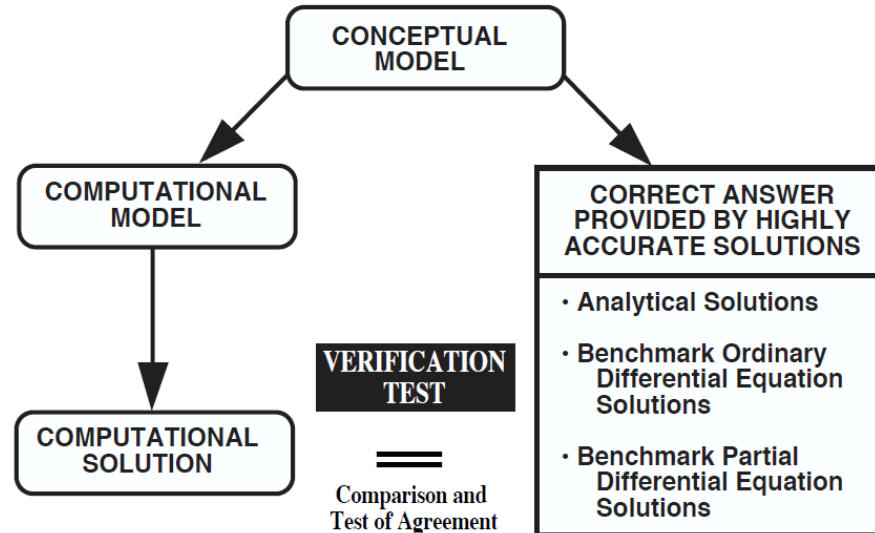 CONCEPTUAL
MODEL
COMPUTATIONAL
MODEL
COMPUTATIONAL
SOLUTION
VERIFICATION
TEST
=
Comparison and
Test of Agreement
CORRECT ANSWER
PROVIDED BY HIGHLY
ACCURATE SOLUTIONS
· Analytical Solutions
· Benchmark Ordinary
Differential Equation
Solutions
· Benchmark Partial
Differential Equation
Solutions